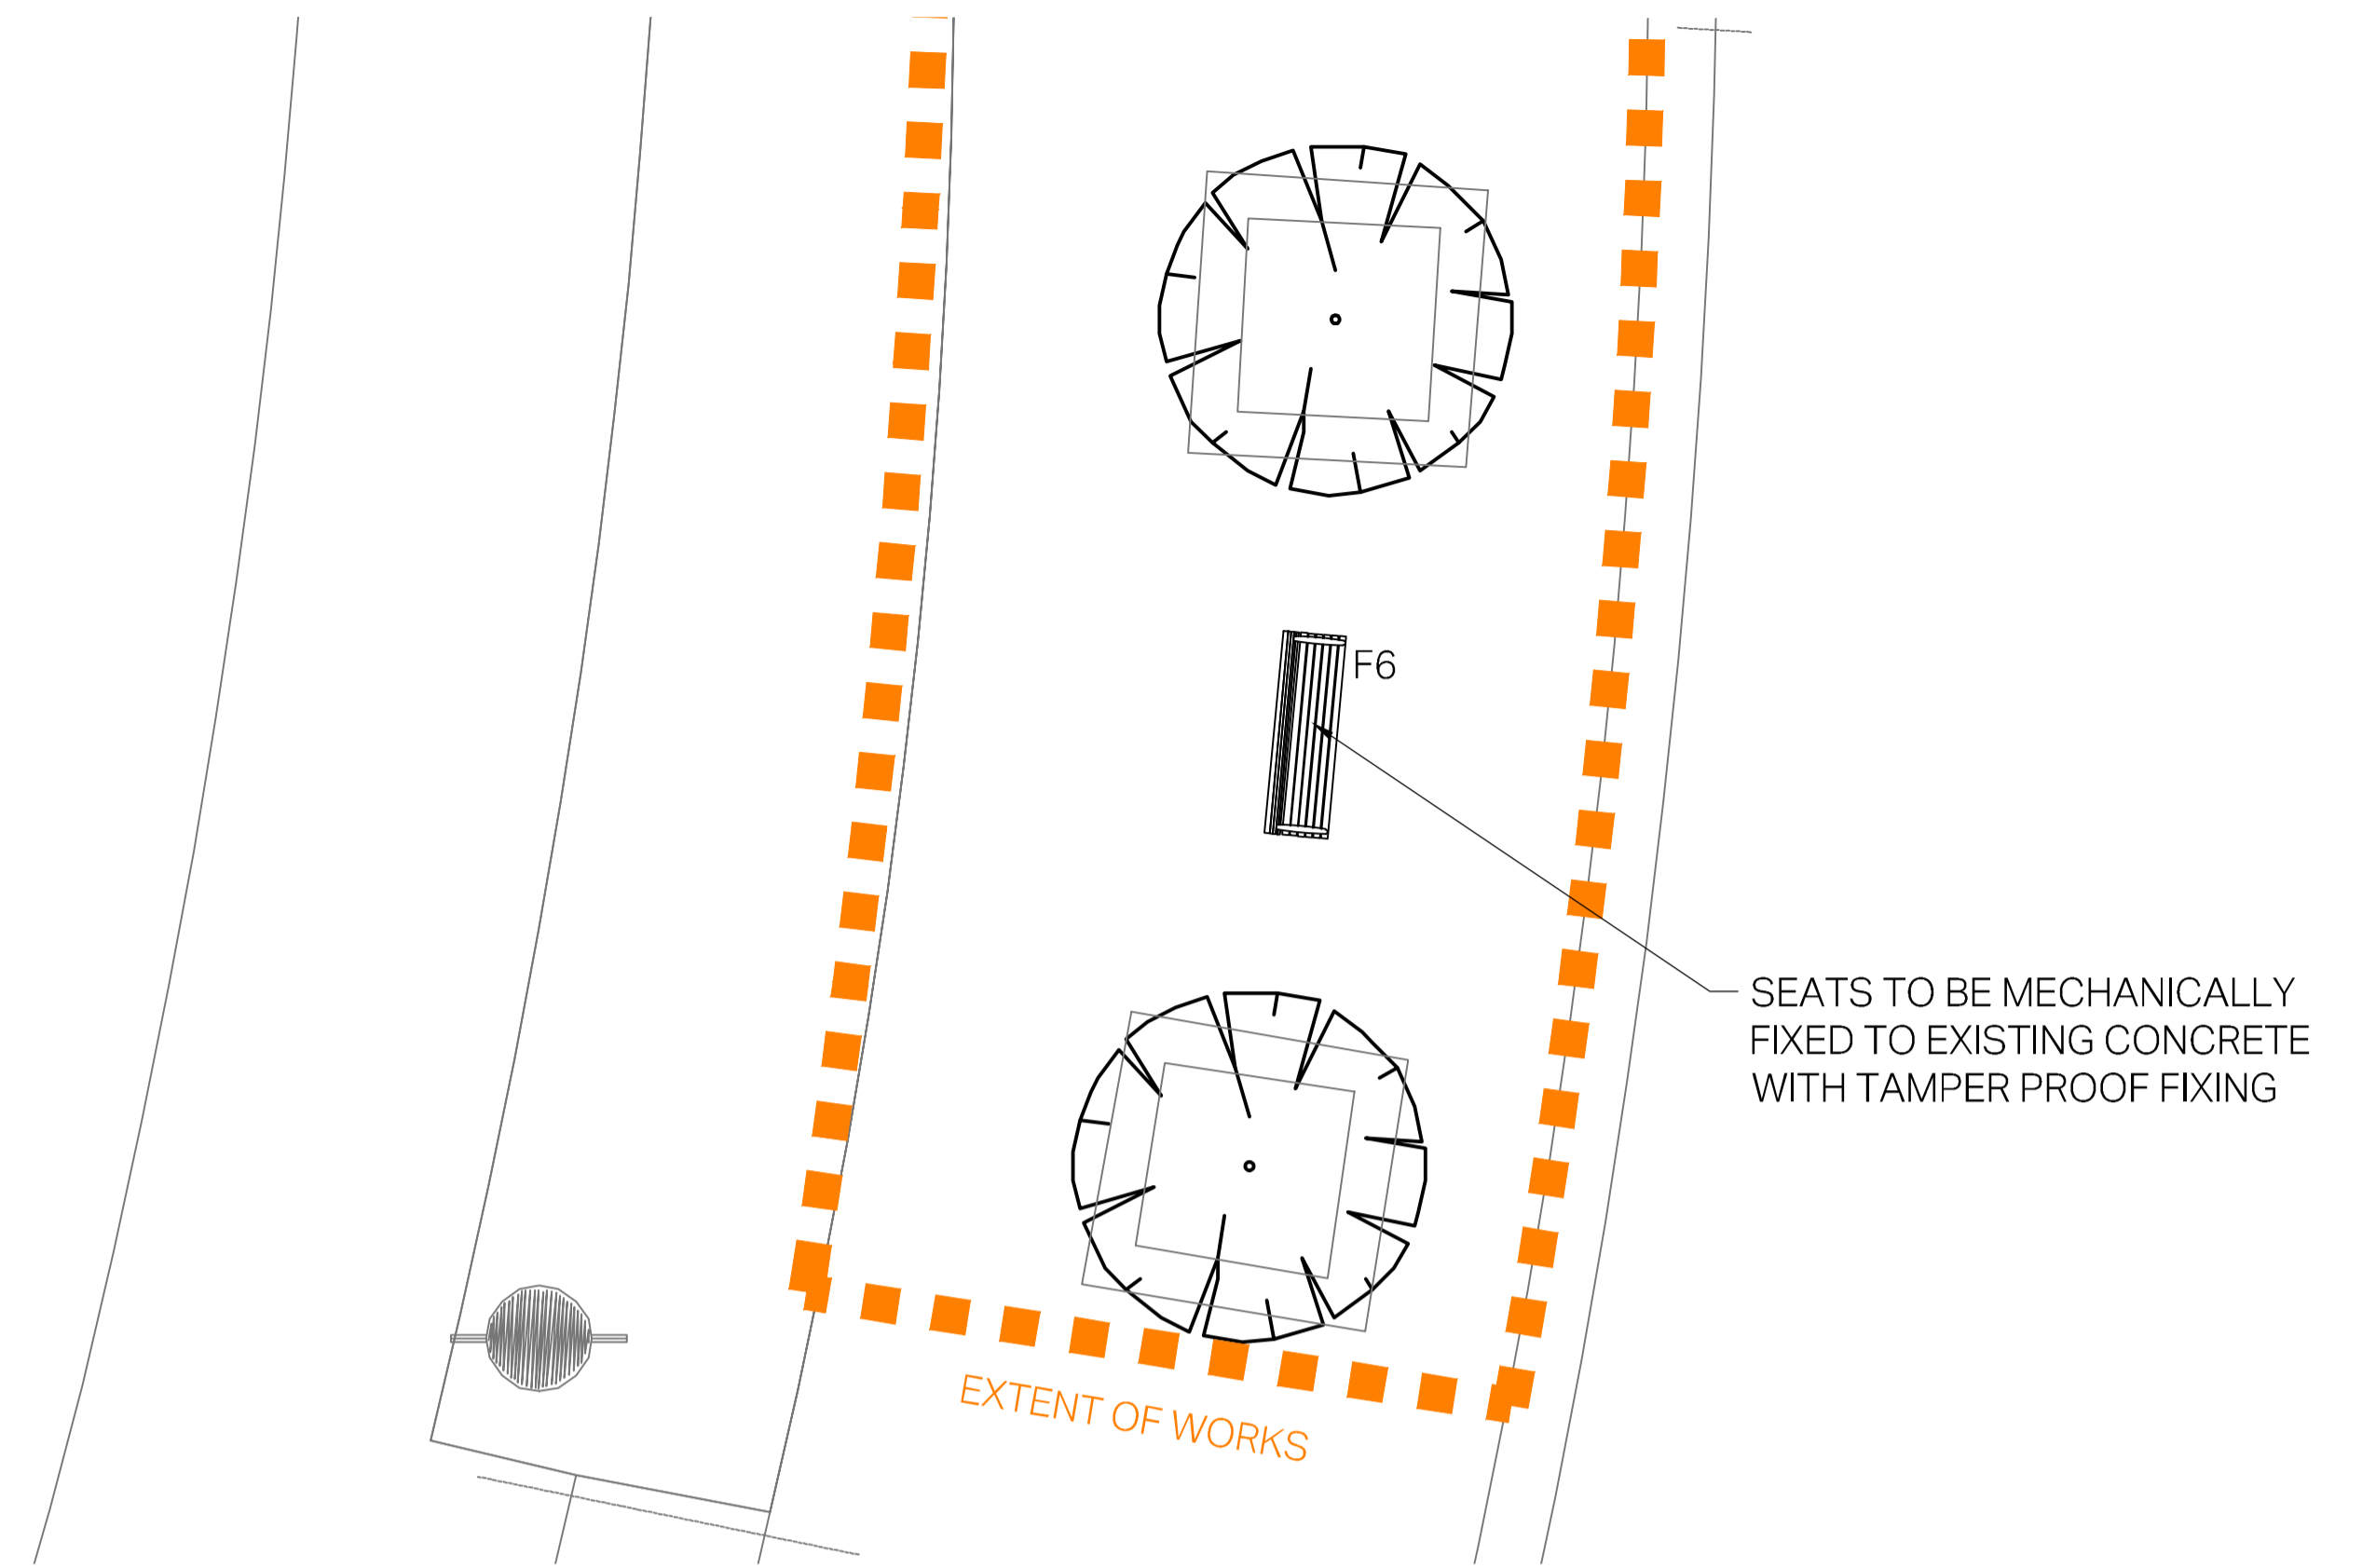 F6
SEATS TO BE MECHANICALLY
FIXED TO EXISTING CONCRETE
WITH TAMPER PROOF FIXING
EXTENT OF WORKS